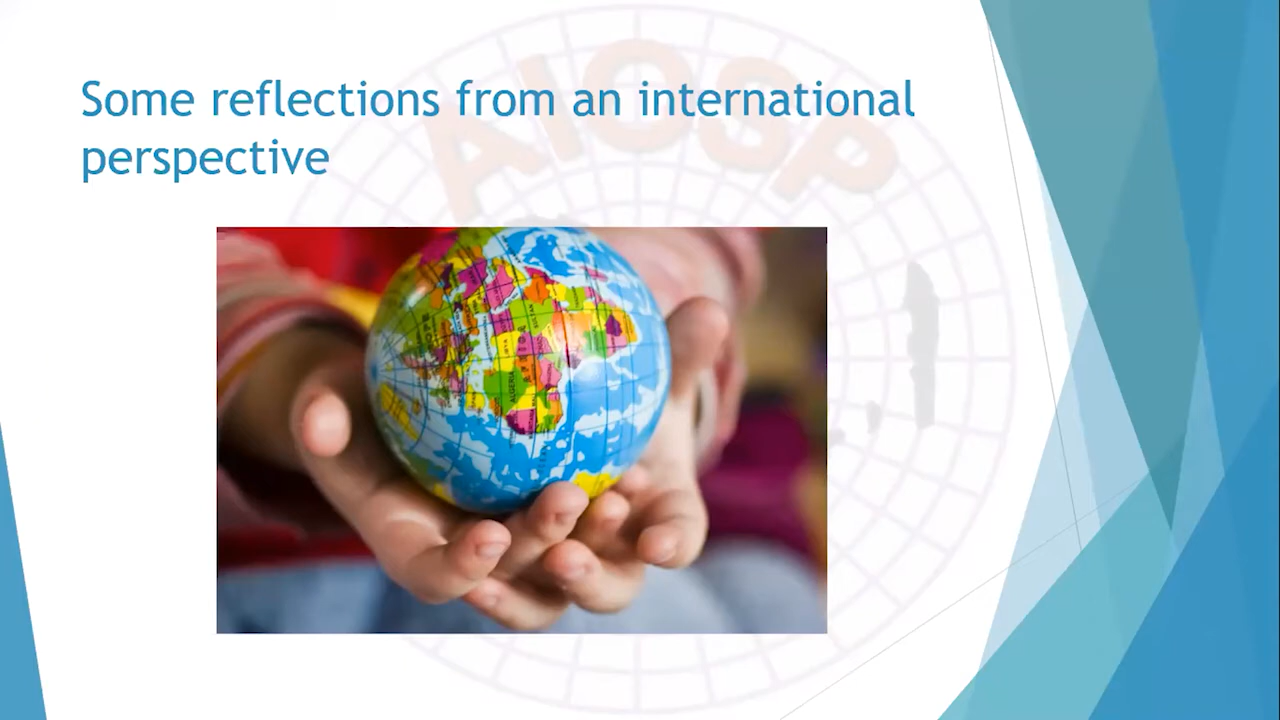 Some reflections from an international
perspective
AIOSP
ALGERIA